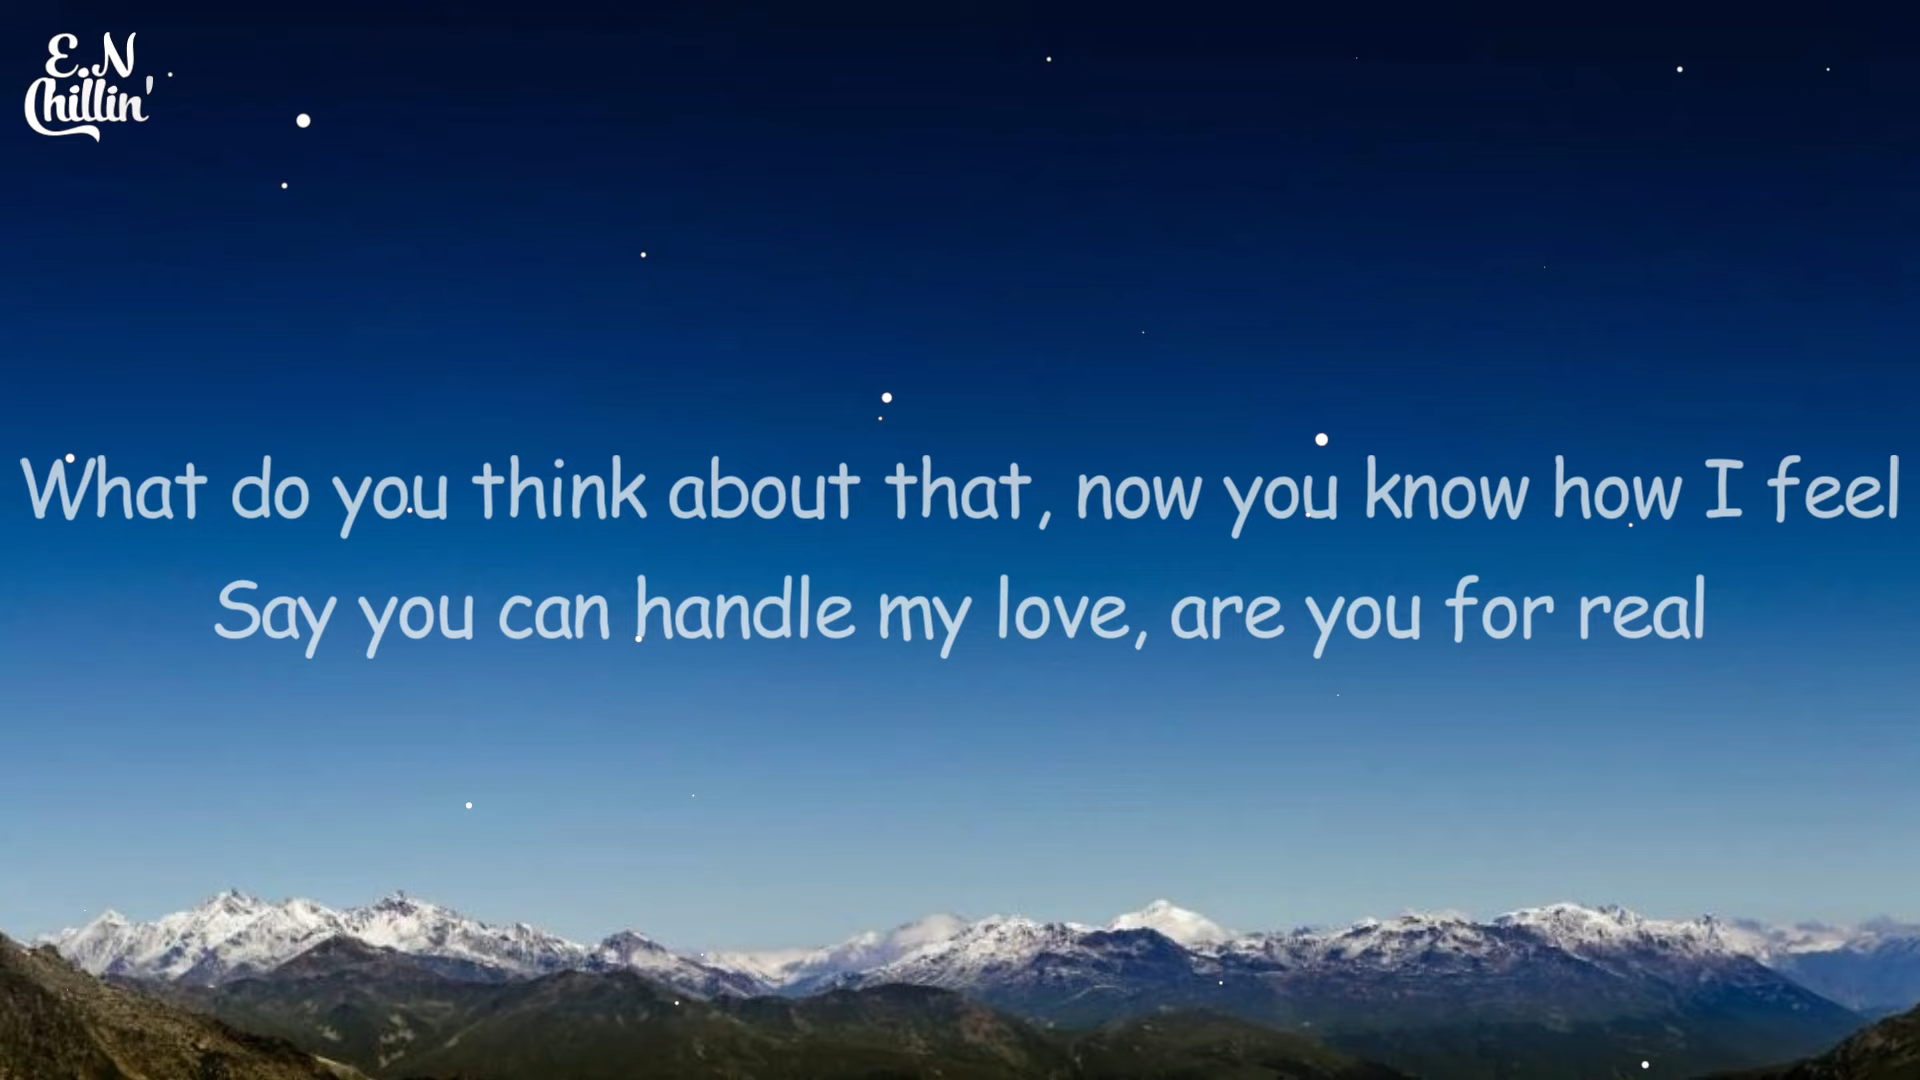 E.N
Chillin'
What do you think about that, now you know how I feel
Say you can handle my love, are you for real